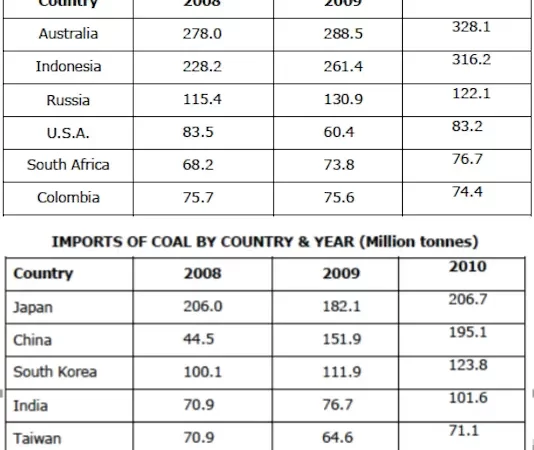 Country 2008 2009
Australia 278.0 288.5 328.1
Indonesia 228.2 261.4 316.2
Russia 115.4 130.9 122.1
U.S.A. 83.5 60.4 83.2
South Africa 68.2 73.8 76.7
Colombia 75.7 75.6 74.4
IMPORTS OF COAL BY COUNTRY & YEAR (Million tonnes)
Country 2008 2009 2010
Japan 206.0 182.1 206.7
China 44.5 151.9 195.1
South Korea 100.1 111.9 123.8
India 70.9 76.7 101.6
Taiwan 70.9 64.6 71.1